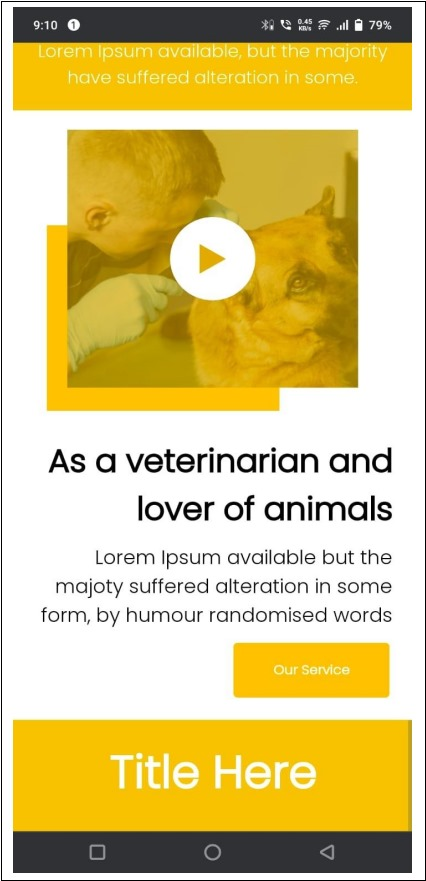 9:10 1 0.45 KB/s 79%
Lorem Ipsum available, but the majority
have suffered alteration in some.
As a veterinarian and
lover of animals
Lorem Ipsum available but the
majoty suffered alteration in some
form, by humour randomised words
Our Service
Title Here